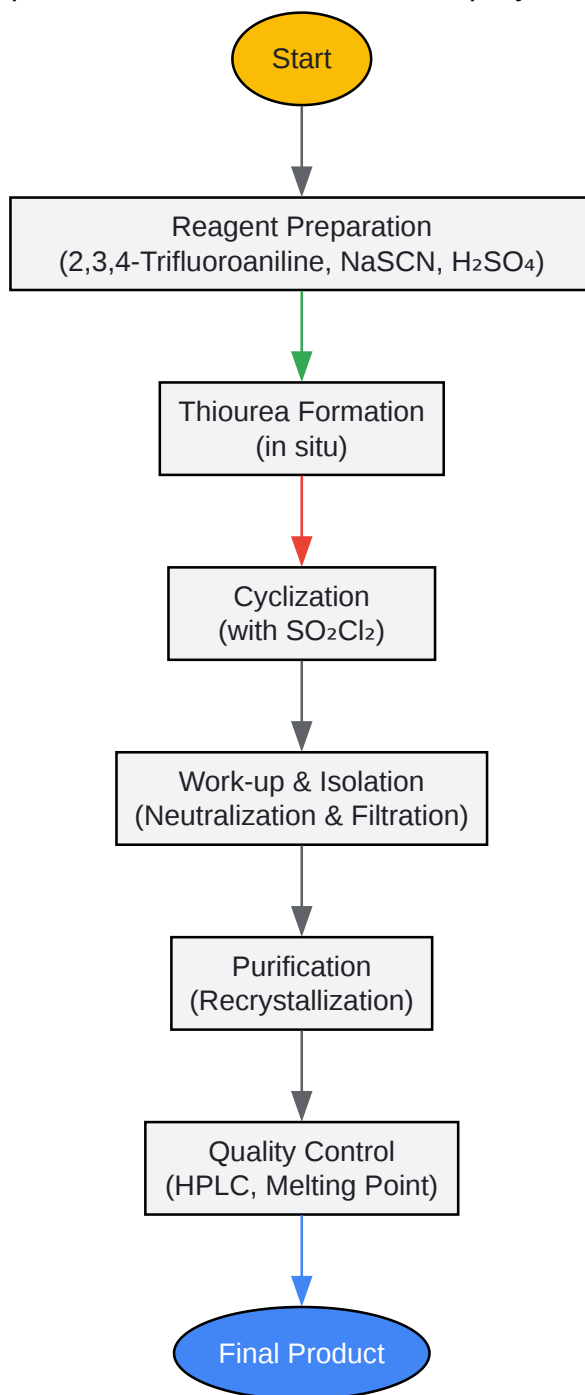 Start
Reagent Preparation
(2,3,4-Trifluoroaniline, NaSCN, H₂SO₄)
Thiourea Formation
(in situ)
Cyclization
(with SO₂Cl₂)
Work-up & Isolation
(Neutralization & Filtration)
Purification
(Recrystallization)
Quality Control
(HPLC, Melting Point)
Final Product